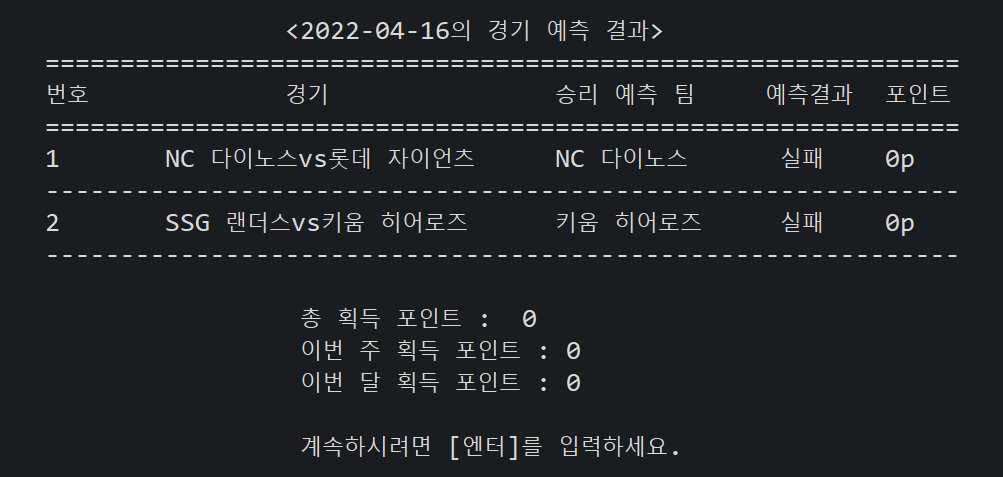 <2022-04-16의 경기 예측 결과>
=============================================================
번호 경기 승리 예측 팀 예측결과 포인트
=============================================================
1 NC 다이노스vs롯데 자이언츠 NC 다이노스 실패 0p
-------------------------------------------------------------
2 SSG 랜더스vs키움 히어로즈 키움 히어로즈 실패 0p
-------------------------------------------------------------
총 획득 포인트 : 0
이번 주 획득 포인트 : 0
이번 달 획득 포인트 : 0
계속하시려면 [엔터]를 입력하세요.